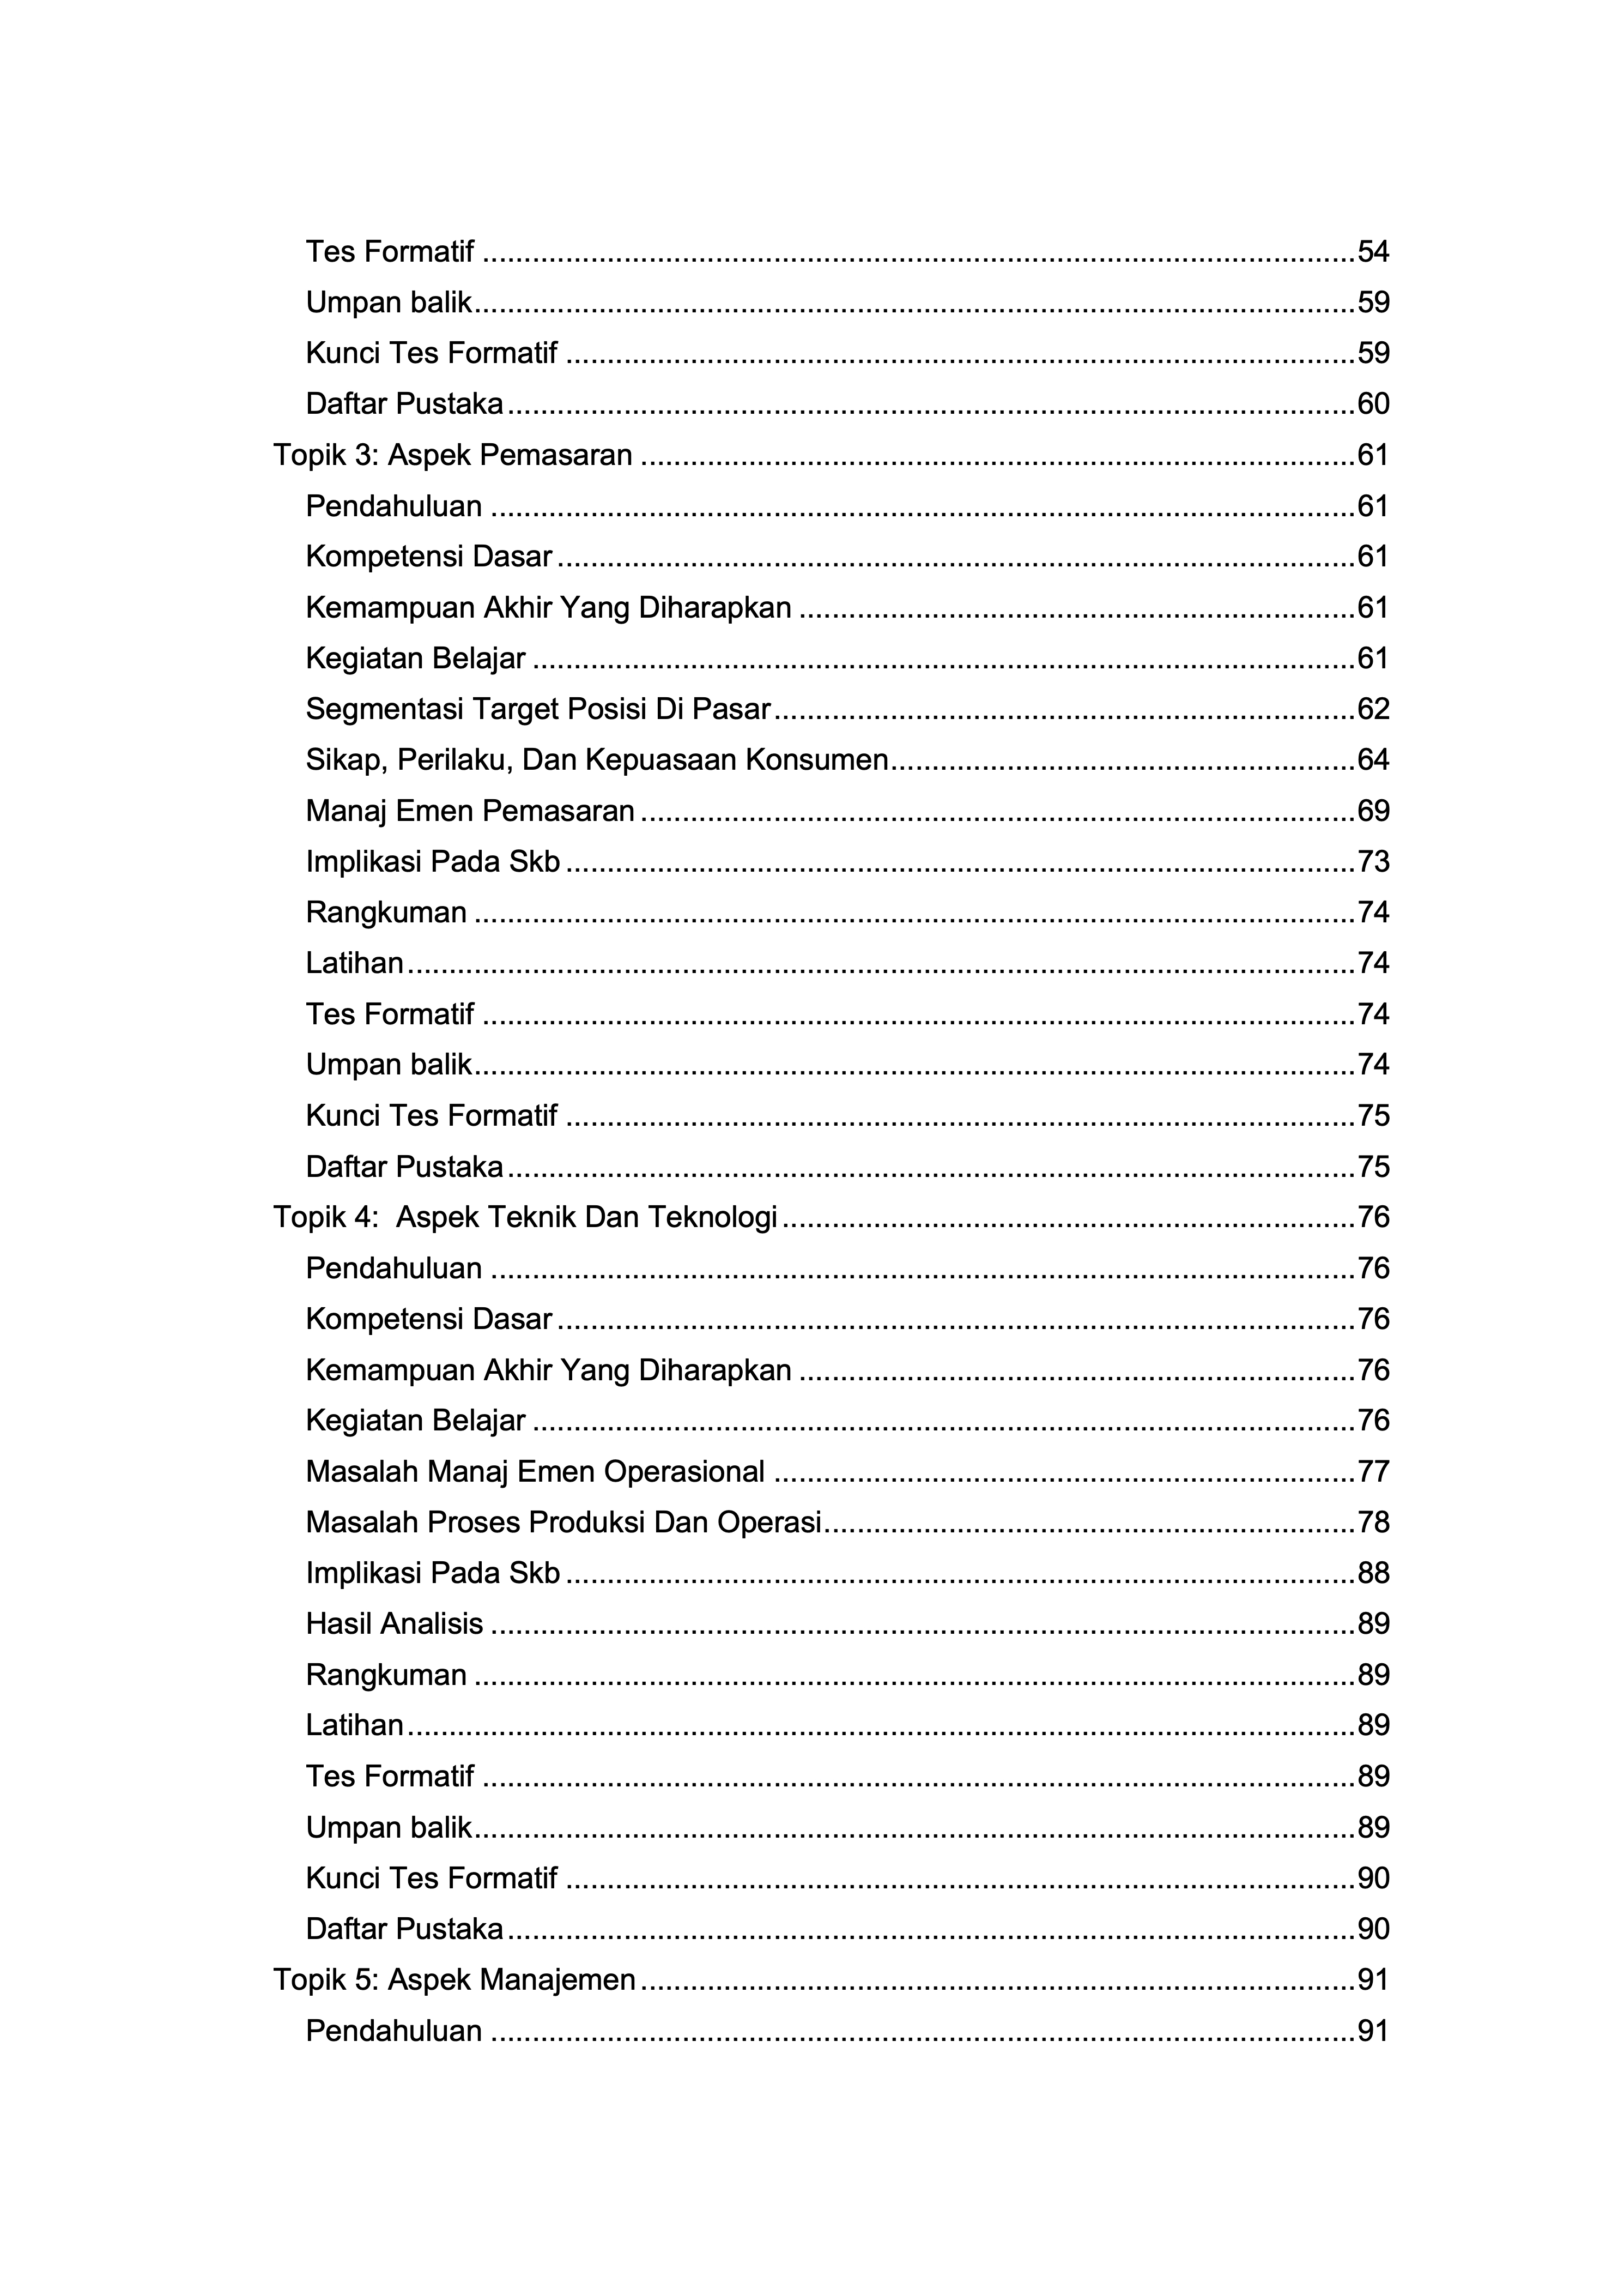 Tes Formatif ........................................................................................................ 54
Umpan balik ......................................................................................................... 59
Kunci Tes Formatif .............................................................................................. 59
Daftar Pustaka ..................................................................................................... 60
Topik 3: Aspek Pemasaran ..................................................................................... 61
Pendahuluan ....................................................................................................... 61
Kompetensi Dasar ............................................................................................... 61
Kemampuan Akhir Yang Diharapkan .................................................................. 61
Kegiatan Belajar .................................................................................................. 61
Segmentasi Target Posisi Di Pasar ..................................................................... 62
Sikap, Perilaku, Dan Kepuasaan Konsumen ....................................................... 64
Manaj Emen Pemasaran ..................................................................................... 69
Implikasi Pada Skb .............................................................................................. 73
Rangkuman ......................................................................................................... 74
Latihan ................................................................................................................. 74
Tes Formatif ........................................................................................................ 74
Umpan balik ......................................................................................................... 74
Kunci Tes Formatif .............................................................................................. 75
Daftar Pustaka ..................................................................................................... 75
Topik 4:  Aspek Teknik Dan Teknologi .................................................................... 76
Pendahuluan ....................................................................................................... 76
Kompetensi Dasar ............................................................................................... 76
Kemampuan Akhir Yang Diharapkan .................................................................. 76
Kegiatan Belajar .................................................................................................. 76
Masalah Manaj Emen Operasional ..................................................................... 77
Masalah Proses Produksi Dan Operasi ............................................................... 78
Implikasi Pada Skb .............................................................................................. 88
Hasil Analisis ....................................................................................................... 89
Rangkuman ......................................................................................................... 89
Latihan ................................................................................................................. 89
Tes Formatif ........................................................................................................ 89
Umpan balik ......................................................................................................... 89
Kunci Tes Formatif .............................................................................................. 90
Daftar Pustaka ..................................................................................................... 90
Topik 5: Aspek Manajemen ..................................................................................... 91
Pendahuluan ....................................................................................................... 91